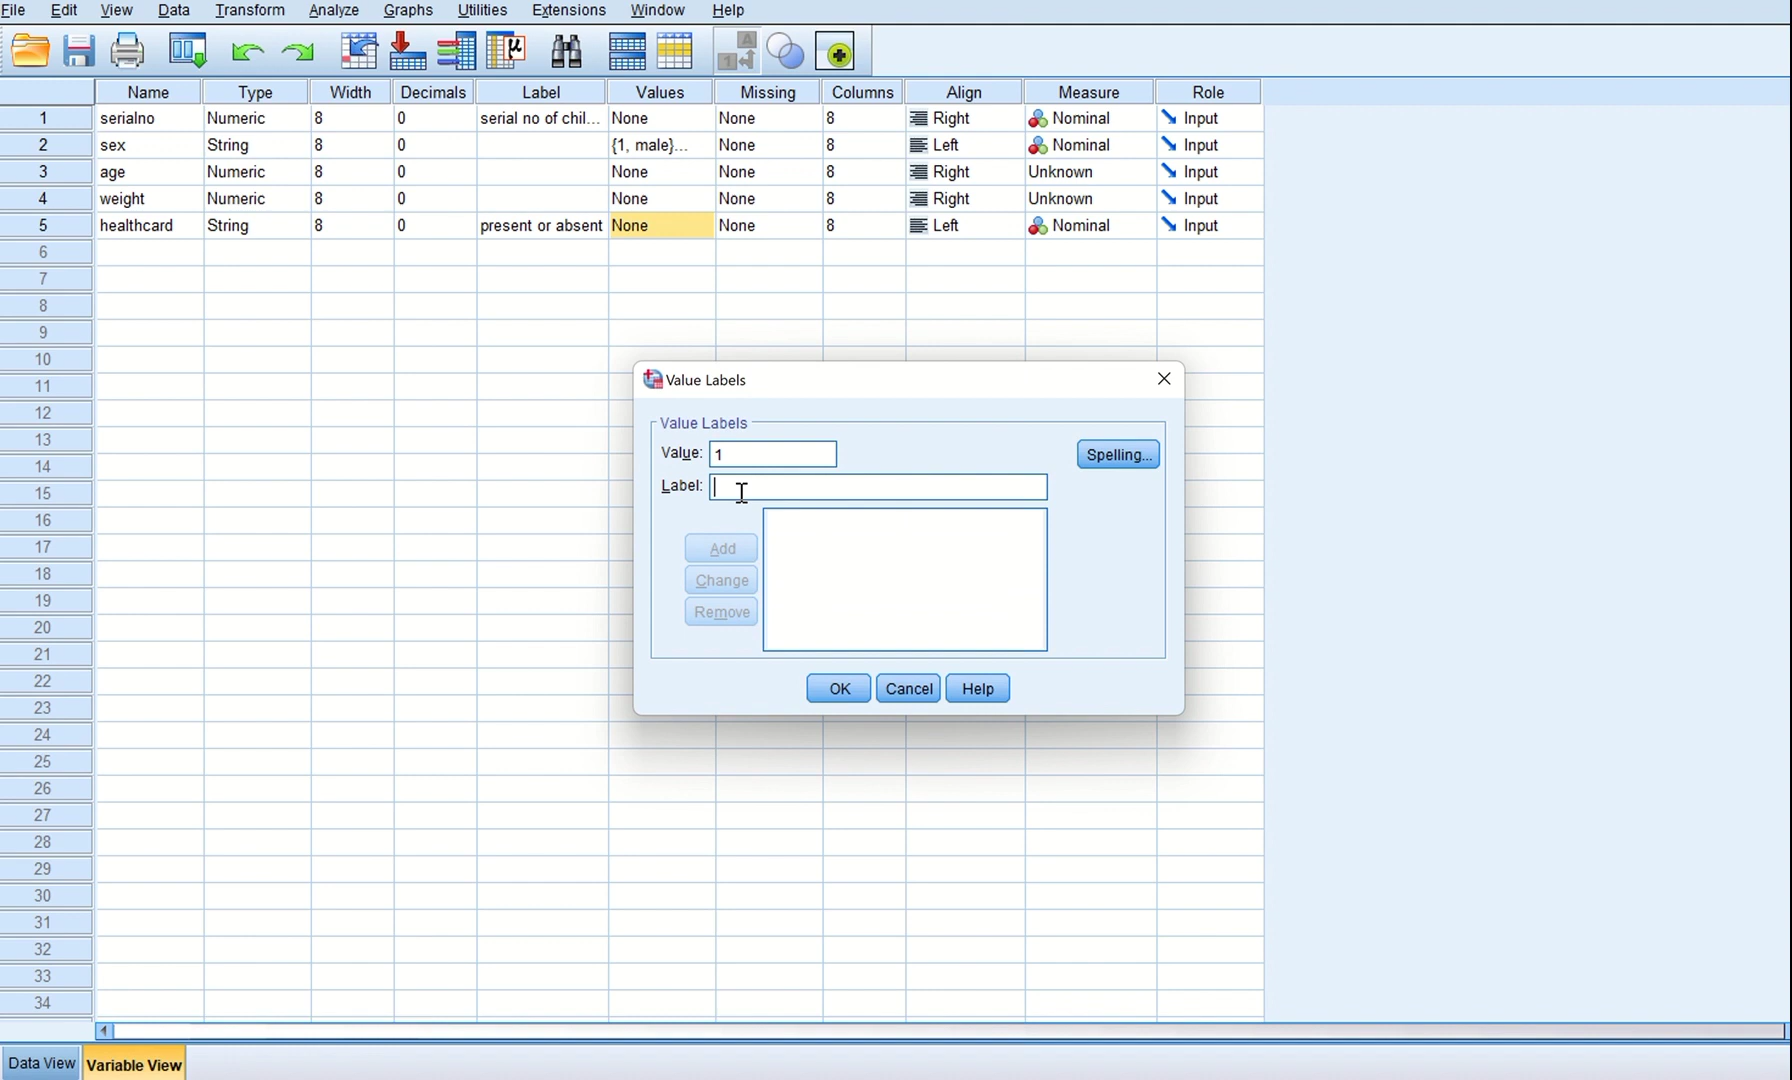 File Edit View Data Transform Analyze Graphs Utilities Extensions Window Help
Name Type Width Decimals Label Values Missing Columns Align Measure Role
1 serialno Numeric 8 0 serial no of chil... None None 8 Right Nominal Input
2 sex String 8 0 {1, male}... None 8 Left Nominal Input
3 age Numeric 8 0 None None 8 Right Unknown Input
4 weight Numeric 8 0 None None 8 Right Unknown Input
5 healthcard String 8 0 present or absent None None 8 Left Nominal Input
6
7
8
9
10
11
12
13
14
15
16
17
18
19
20
21
22
23
24
25
26
27
28
29
30
31
32
33
34
Value Labels
Value Labels
Value: 1 Spelling...
Label:
Add
Change
Remove
OK Cancel Help
Data View Variable View